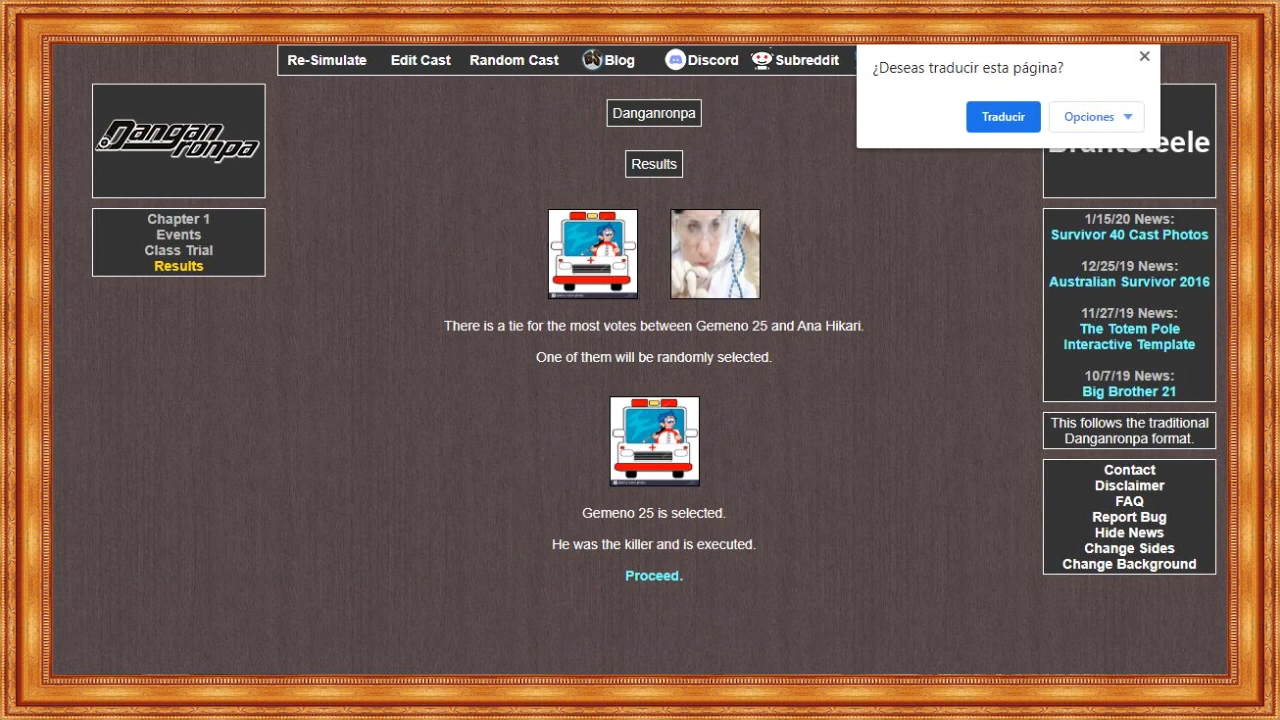 Re-Simulate Edit Cast Random Cast Blog Discord Subreddit
¿Deseas traducir esta página?
Traducir Opciones
Danganronpa
Chapter 1
Events
Class Trial
Results
Danganronpa
Results
There is a tie for the most votes between Gemeno 25 and Ana Hikari.
One of them will be randomly selected.
Gemeno 25 is selected.
He was the killer and is executed.
Proceed.
BrantSteele
1/15/20 News:
Survivor 40 Cast Photos
12/25/19 News:
Australian Survivor 2016
11/27/19 News:
The Totem Pole
Interactive Template
10/7/19 News:
Big Brother 21
This follows the traditional
Danganronpa format.
Contact
Disclaimer
FAQ
Report Bug
Hide News
Change Sides
Change Background